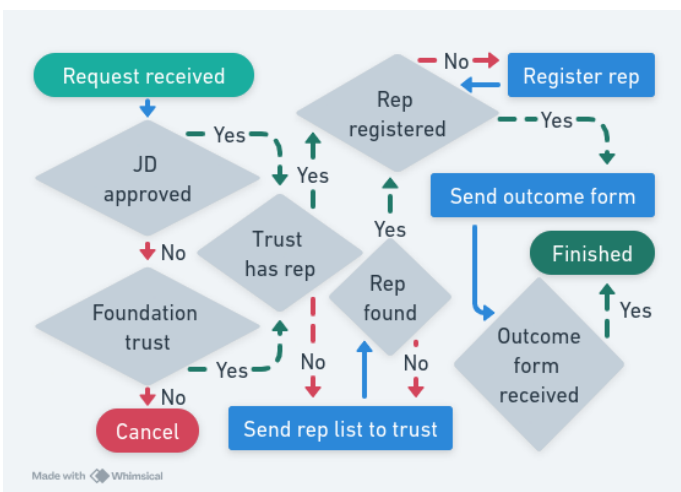 Request received
JD
approved
Yes
No
Foundation
trust
Yes
No
Cancel
Trust
has rep
Yes
No
Send rep list to trust
Rep
found
Yes
No
Rep
registered
No
Register rep
Yes
Send outcome form
Outcome
form
received
Yes
Finished
Made with Whimsical